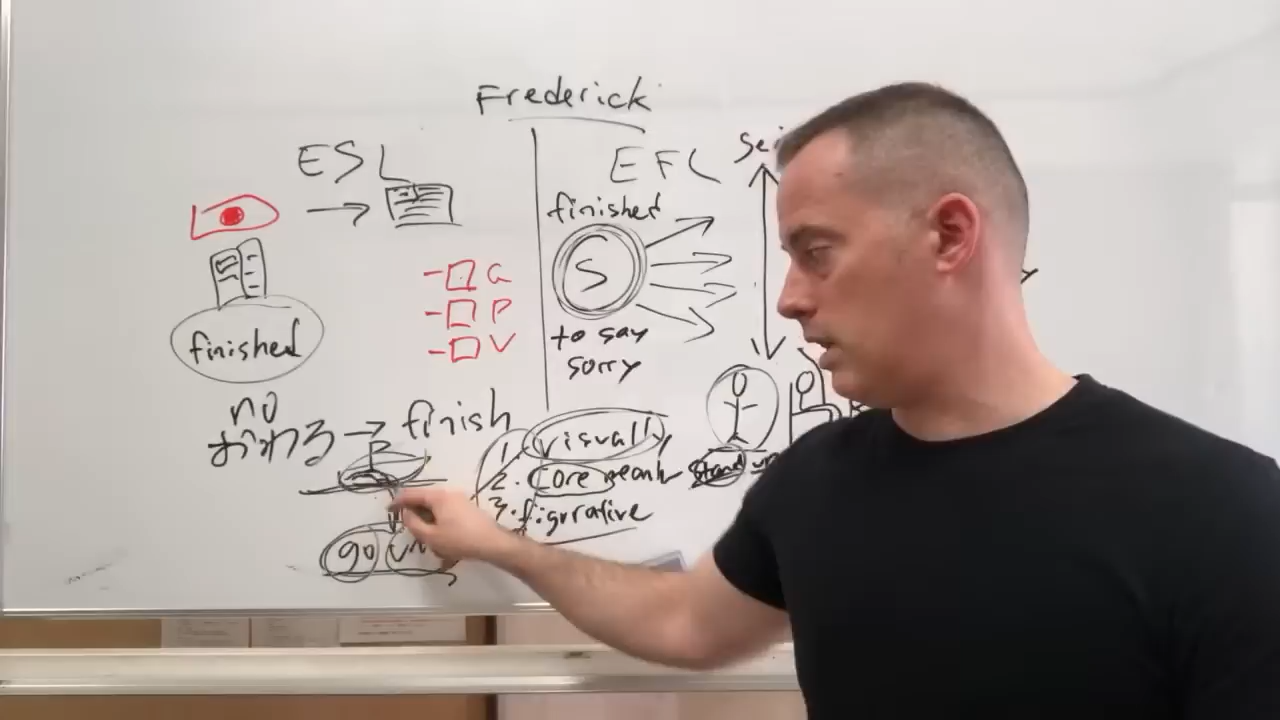 Frederick
ESL
EFL
finished
S
to say
sorry
G
P
V
finished
no
おわる → finish
1. visually
2. core
3. figurative
stand
go